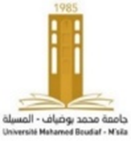 1985
جامعة محمد بوضياف - المسيلة
Université Mohamed Boudiaf - M'sila